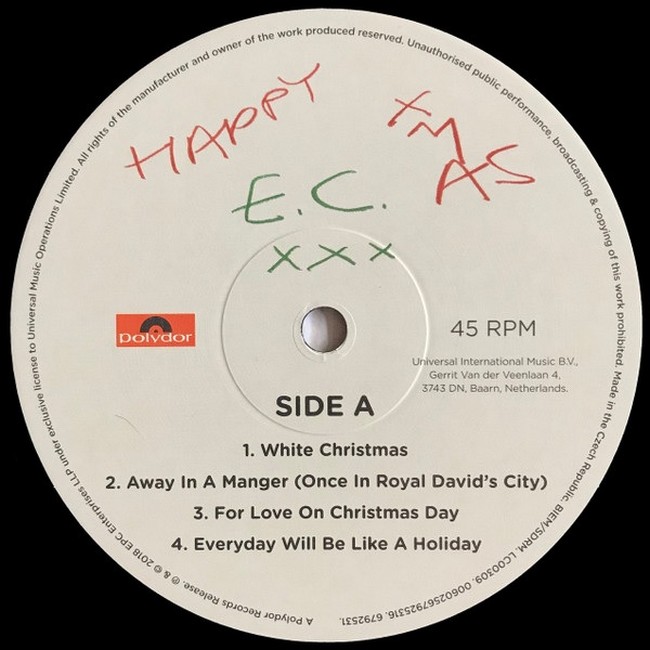 HAPPY XMAS
E.C.
XXX
polydor
45 RPM
Universal International Music B.V.,
Gerrit Van der Veenlaan 4,
3743 DN, Baarn, Netherlands.
SIDE A
1. White Christmas
2. Away In A Manger (Once In Royal David's City)
3. For Love On Christmas Day
4. Everyday Will Be Like A Holiday
A Polydor Records Release. ℗ & © 2018 EPC Enterprises LLP under exclusive license to Universal Music Operations Limited. All rights of the manufacturer and owner of the work produced reserved. Unauthorised public performance, broadcasting & copying of this work prohibited. Made in the Czech Republic. BIEM/SDRM. LC00309. 00602567925316. 6792531.